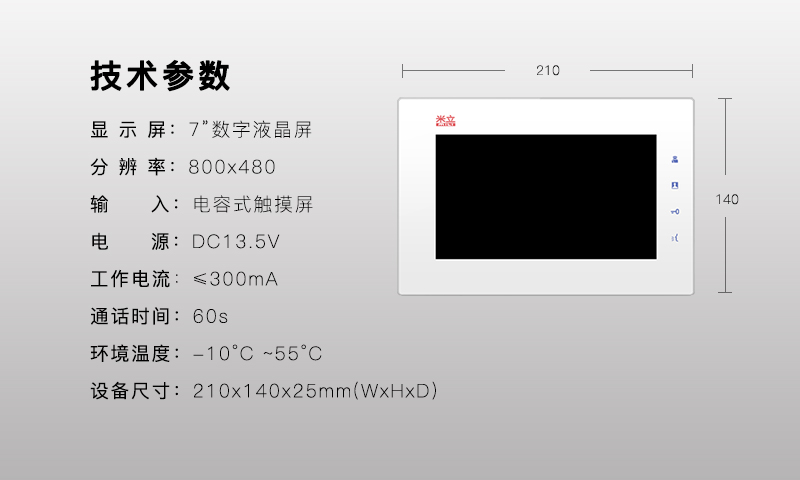 技术参数
显示屏：7”数字液晶屏
分辨率：800x480
输入：电容式触摸屏
电源：DC13.5V
工作电流：≤300mA
通话时间：60s
环境温度：-10°C ~55°C
设备尺寸：210x140x25mm(WxHxD)
210
米立
140